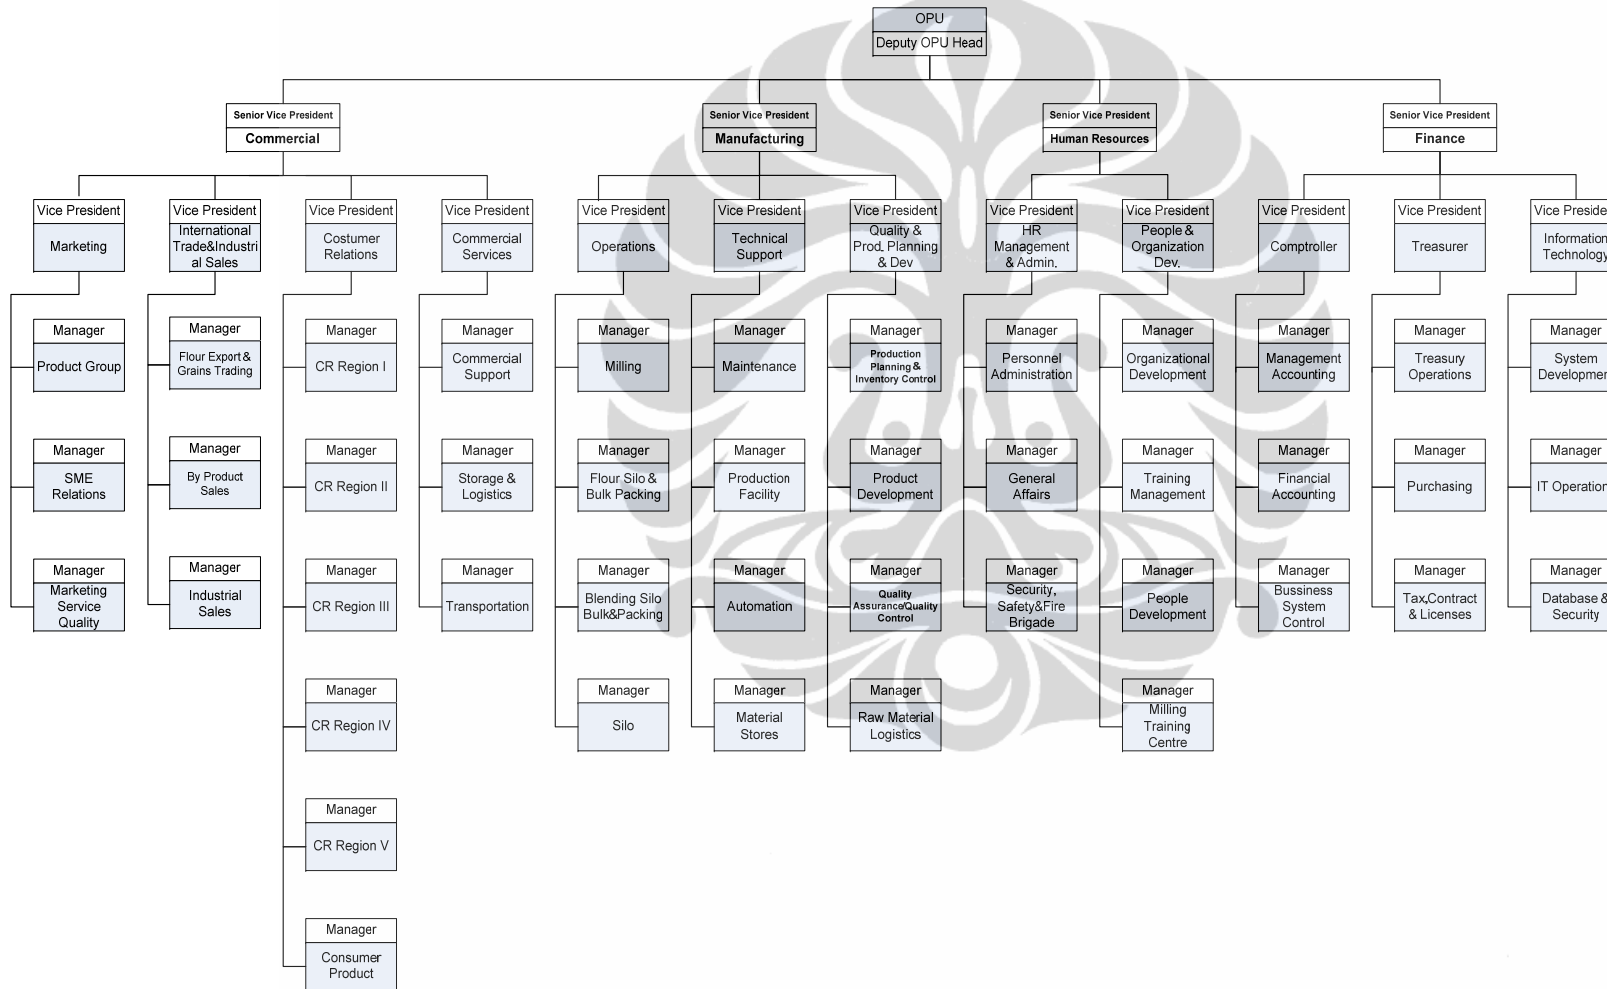 OPU
Deputy OPU Head
Senior Vice President
Commercial
Senior Vice President
Manufacturing
Senior Vice President
Human Resources
Senior Vice President
Finance
Vice President
Marketing
Vice President
International
Trade&Industri
al Sales
Vice President
Costumer
Relations
Vice President
Commercial
Services
Vice President
Operations
Vice President
Technical
Support
Vice President
Quality &
Prod. Planning
& Dev
Vice President
HR
Management
& Admin.
Vice President
People &
Organization
Dev.
Vice President
Comptroller
Vice President
Treasurer
Vice Preside
Information
Technology
Manager
Product Group
Manager
Flour Export &
Grains Trading
Manager
CR Region I
Manager
Commercial
Support
Manager
Milling
Manager
Maintenance
Manager
Production
Planning &
Inventory Control
Manager
Personnel
Administration
Manager
Organizational
Development
Manager
Management
Accounting
Manager
Treasury
Operations
Manager
System
Developmen
Manager
SME
Relations
Manager
By Product
Sales
Manager
CR Region II
Manager
Storage &
Logistics
Manager
Flour Silo &
Bulk Packing
Manager
Production
Facility
Manager
Product
Development
Manager
General
Affairs
Manager
Training
Management
Manager
Financial
Accounting
Manager
Purchasing
Manager
IT Operation
Manager
Marketing
Service
Quality
Manager
Industrial
Sales
Manager
CR Region III
Manager
Transportation
Manager
Blending Silo
Bulk&Packing
Manager
Automation
Manager
Quality
Assurance/Quality
Control
Manager
Security,
Safety&Fire
Brigade
Manager
People
Development
Manager
Bussiness
System
Control
Manager
Tax,Contract
& Licenses
Manager
Database &
Security
Manager
CR Region IV
Manager
Silo
Manager
Material
Stores
Manager
Raw Material
Logistics
Manager
Milling
Training
Centre
Manager
CR Region V
Manager
Consumer
Product